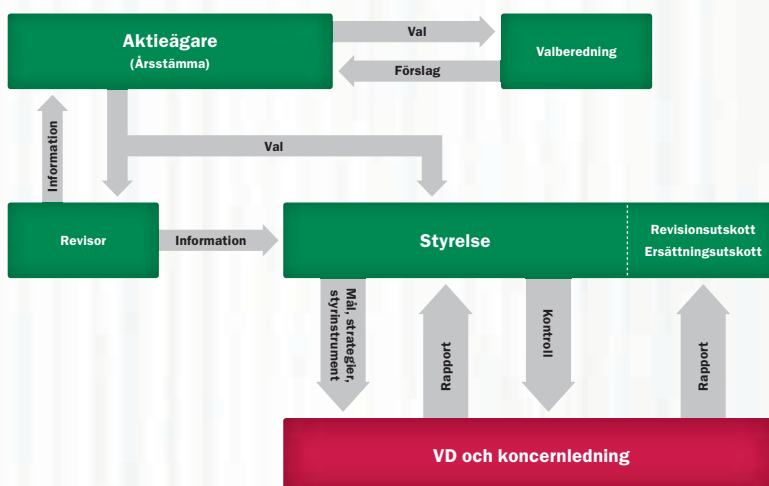 Aktieägare
(Årsstämma)
Val
Förslag
Valberedning
Information
Val
Revisor
Information
Styrelse
Revisionsutskott
Ersättningsutskott
Mål, strategier,
styrinstrument
Rapport
Kontroll
Rapport
VD och koncernledning